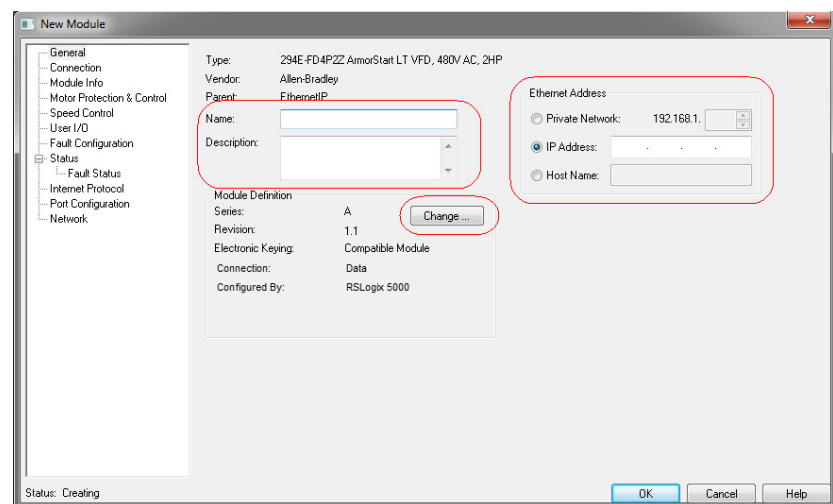 New Module
General
Connection
Module Info
Motor Protection & Control
Speed Control
User I/O
Fault Configuration
Status
Fault Status
Internet Protocol
Port Configuration
Network
Type: 294E-FD4P2Z ArmorStart LT VFD, 480V AC, 2HP
Vendor: Allen-Bradley
Parent: EthernetIP
Name:
Description:
Module Definition
Series: A
Change ...
Revision: 1.1
Electronic Keying: Compatible Module
Connection: Data
Configured By: RSLogix 5000
Ethernet Address
Private Network: 192.168.1.
IP Address: . . .
Host Name:
Status: Creating
OK
Cancel
Help